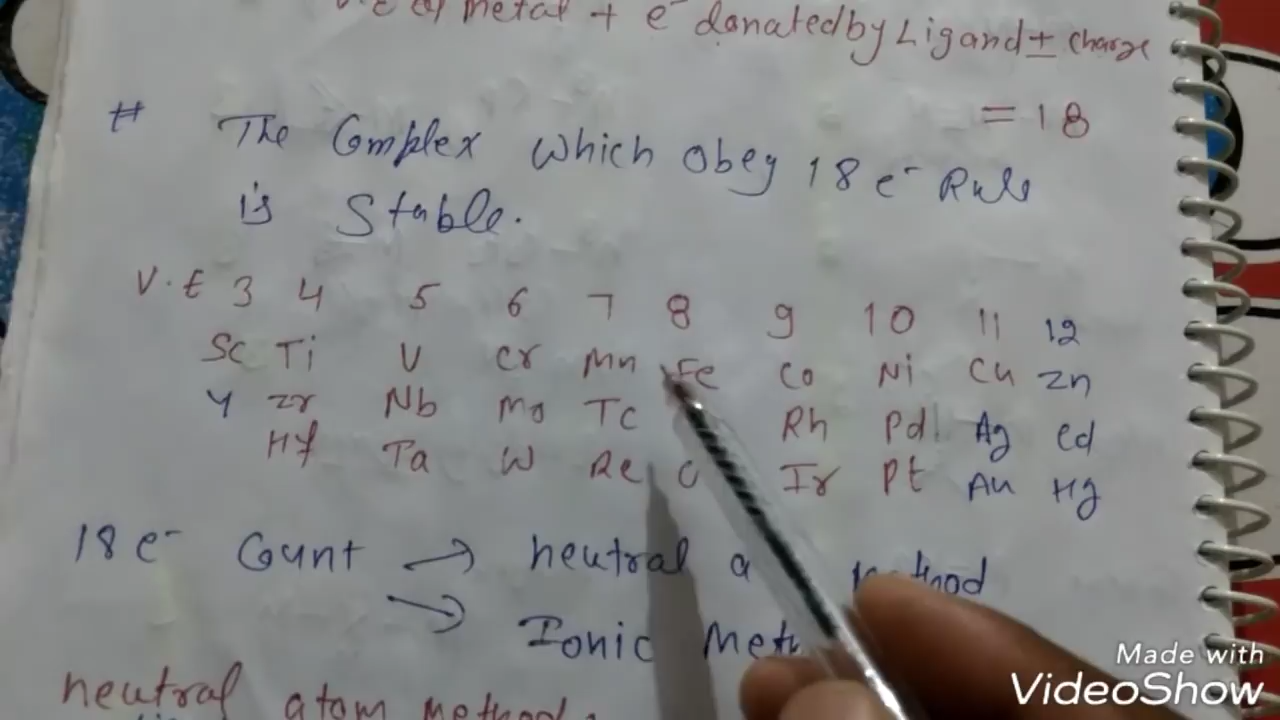 V.E of metal + e⁻ donated by Ligand ± charge
= 18
# The Complex which obey 18 e⁻ Rule
is Stable.
V.E 3 4 5 6 7 8 9 10 11 12
Sc Ti V Cr Mn Fe Co Ni Cu Zn
Y Zr Nb Mo Tc Rh Pd Ag Cd
Hf Ta W Re Ir Pt Au Hg
18 e⁻ Count → neutral
→ Ionic
neutral atom method
Made with
VideoShow